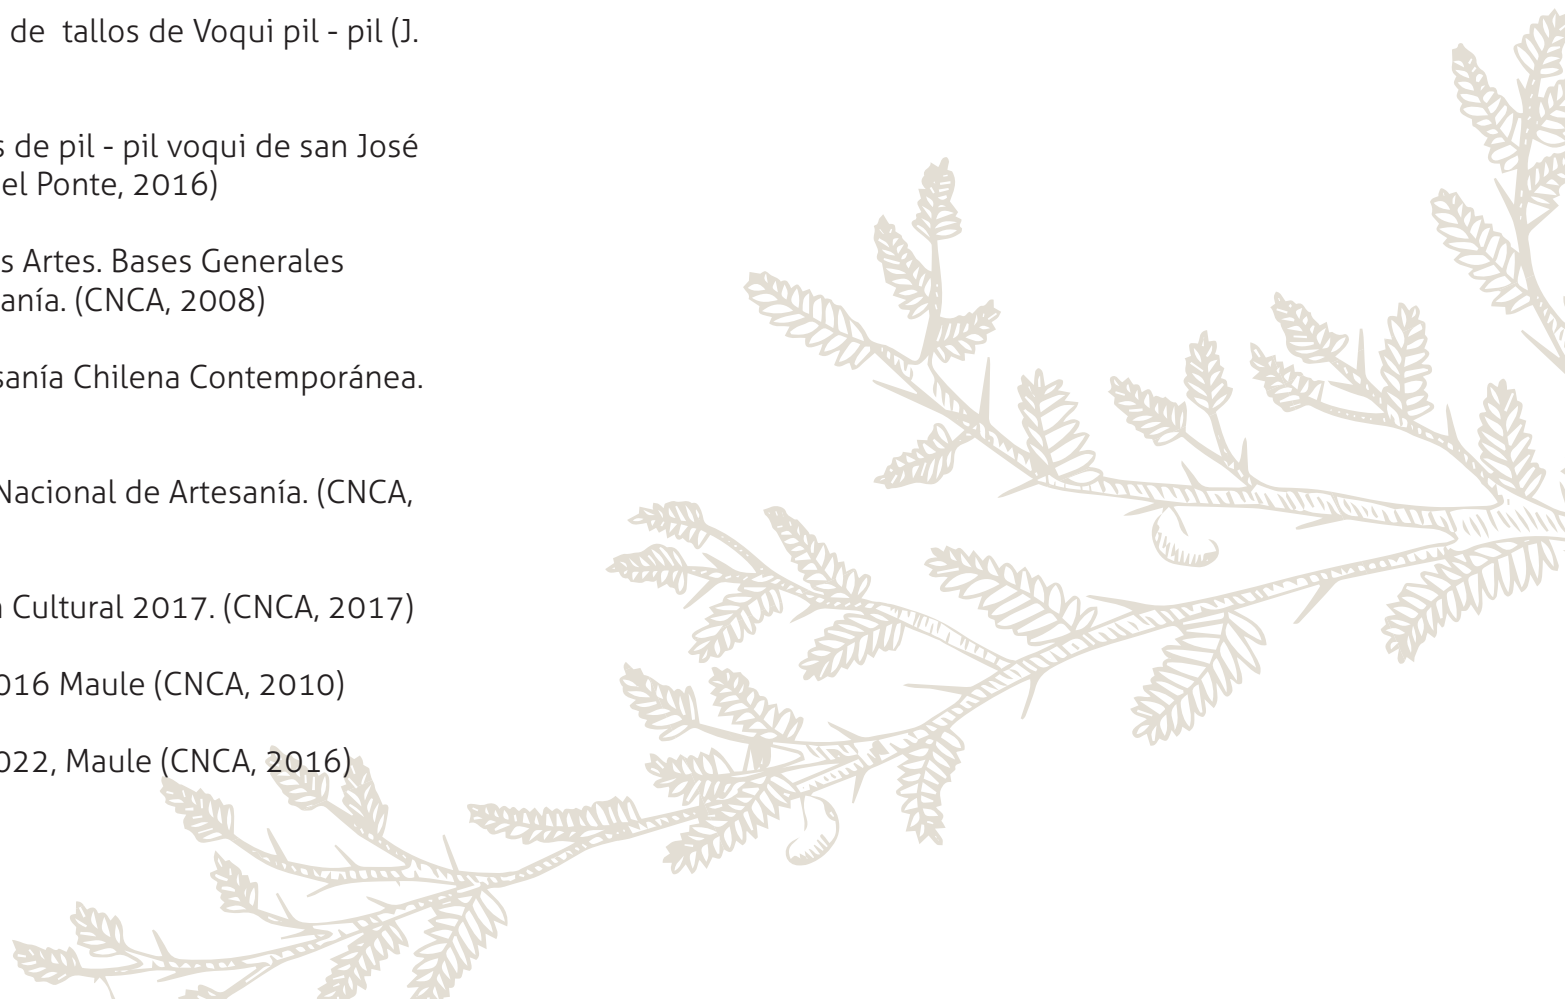 de tallos de Voqui pil - pil (J.
s de pil - pil voqui de san José
el Ponte, 2016)
s Artes. Bases Generales
anía. (CNCA, 2008)
sanía Chilena Contemporánea.
Nacional de Artesanía. (CNCA,
n Cultural 2017. (CNCA, 2017)
016 Maule (CNCA, 2010)
022, Maule (CNCA, 2016)